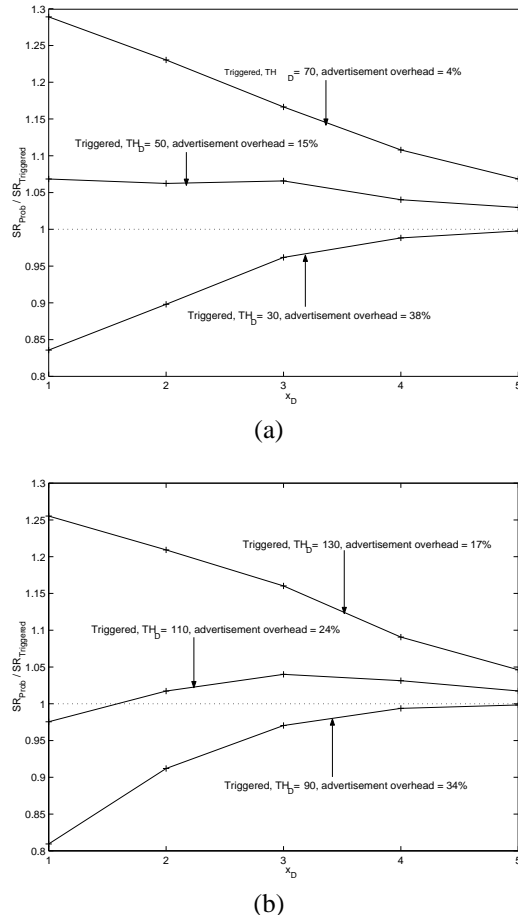 1.3
1.25
1.2
1.15
1.1
1.05
1
0.95
0.9
0.85
0.8
SR_Prob / SR_Triggered
Triggered, TH_D = 70, advertisement overhead = 4%
Triggered, TH_D = 50, advertisement overhead = 15%
Triggered, TH_D = 30, advertisement overhead = 38%
1 2 3 4 5
x_D
(a)
1.3
1.25
1.2
1.15
1.1
1.05
1
0.95
0.9
0.85
0.8
SR_Prob / SR_Triggered
Triggered, TH_D = 130, advertisement overhead = 17%
Triggered, TH_D = 110, advertisement overhead = 24%
Triggered, TH_D = 90, advertisement overhead = 34%
1 2 3 4 5
x_D
(b)